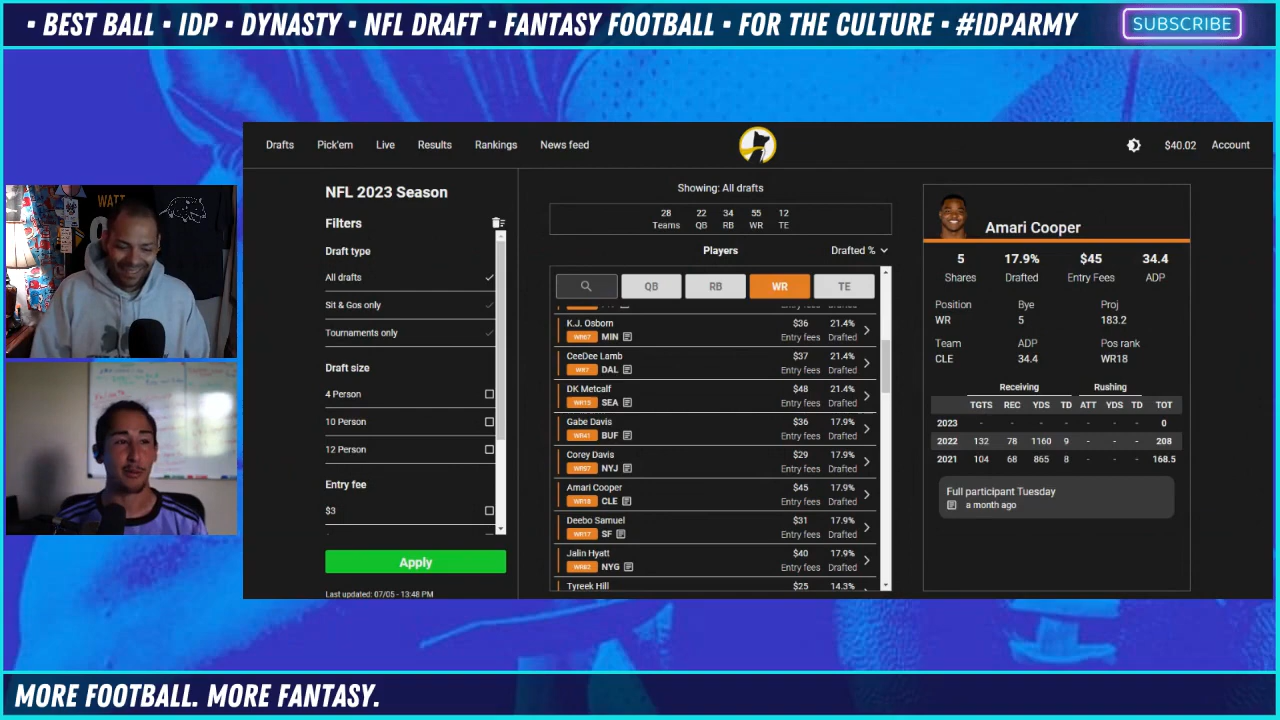 · BEST BALL · IDP · DYNASTY · NFL DRAFT · FANTASY FOOTBALL · FOR THE CULTURE · #IDPARMY
SUBSCRIBE
Drafts Pick'em Live Results Rankings News feed
$40.02 Account
WATT
NFL 2023 Season
Filters
Draft type
All drafts
Sit & Gos only
Tournaments only
Draft size
4 Person
10 Person
12 Person
Entry fee
$3
Apply
Last updated: 07/05 - 13:48 PM
Showing: All drafts
28 22 34 55 12
Teams QB RB WR TE
Players Drafted %
QB RB WR TE
Entry fees Drafted
K.J. Osborn $36 21.4%
WR67 MIN Entry fees Drafted
CeeDee Lamb $37 21.4%
WR7 DAL Entry fees Drafted
DK Metcalf $48 21.4%
WR15 SEA Entry fees Drafted
Gabe Davis $36 17.9%
WR41 BUF Entry fees Drafted
Corey Davis $29 17.9%
WR97 NYJ Entry fees Drafted
Amari Cooper $45 17.9%
WR18 CLE Entry fees Drafted
Deebo Samuel $31 17.9%
WR17 SF Entry fees Drafted
Jalin Hyatt $40 17.9%
NYG Entry fees Drafted
Tyreek Hill $25 14.3%
Amari Cooper
5 17.9% $45 34.4
Shares Drafted Entry Fees ADP
Position Bye Proj
WR 5 183.2
Team ADP Pos rank
CLE 34.4 WR18
Receiving Rushing
TGTS REC YDS TD ATT YDS TD TOT
2023 - - - - - - - 0
2022 132 78 1160 9 - - - 208
2021 104 68 865 8 - - - 168.5
Full participant Tuesday
a month ago
MORE FOOTBALL. MORE FANTASY.